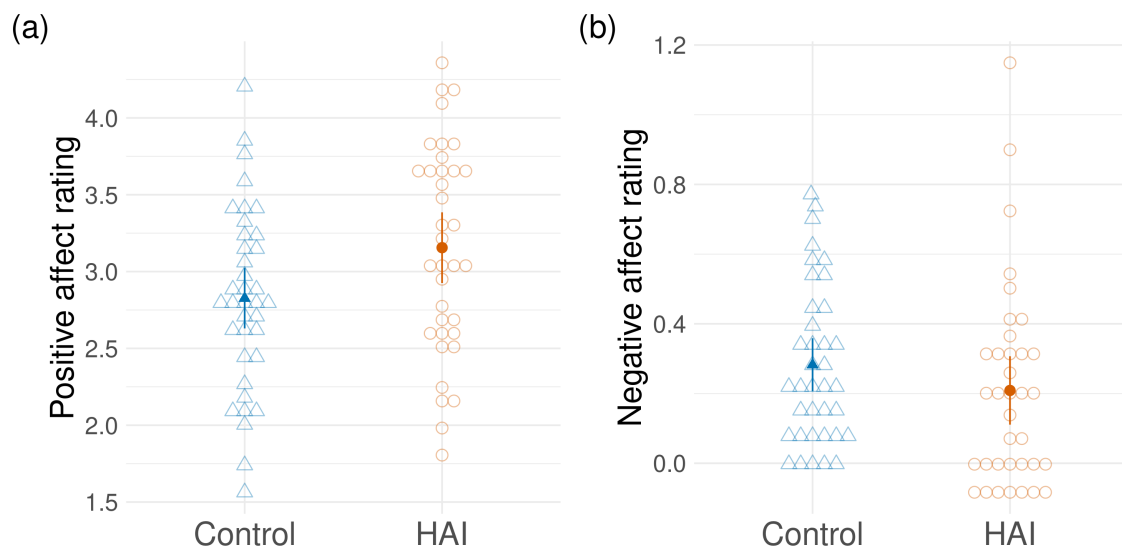 (a)
Positive affect rating
4.0
3.5
3.0
2.5
2.0
1.5
Control
HAI
(b)
Negative affect rating
1.2
0.8
0.4
0.0
Control
HAI